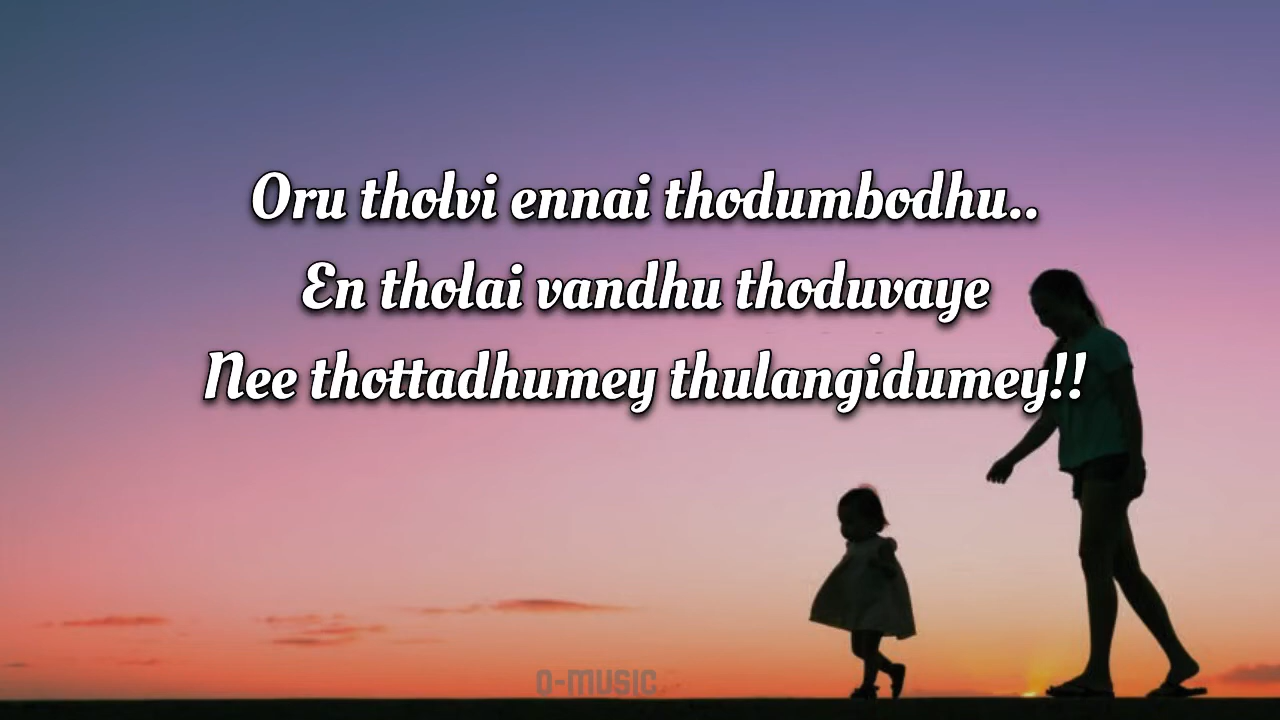 Oru tholvi ennai thodumbodhu..
En tholai vandhu thoduvaye
Nee thottadhumey thulangidumey!!
O-MUSIC